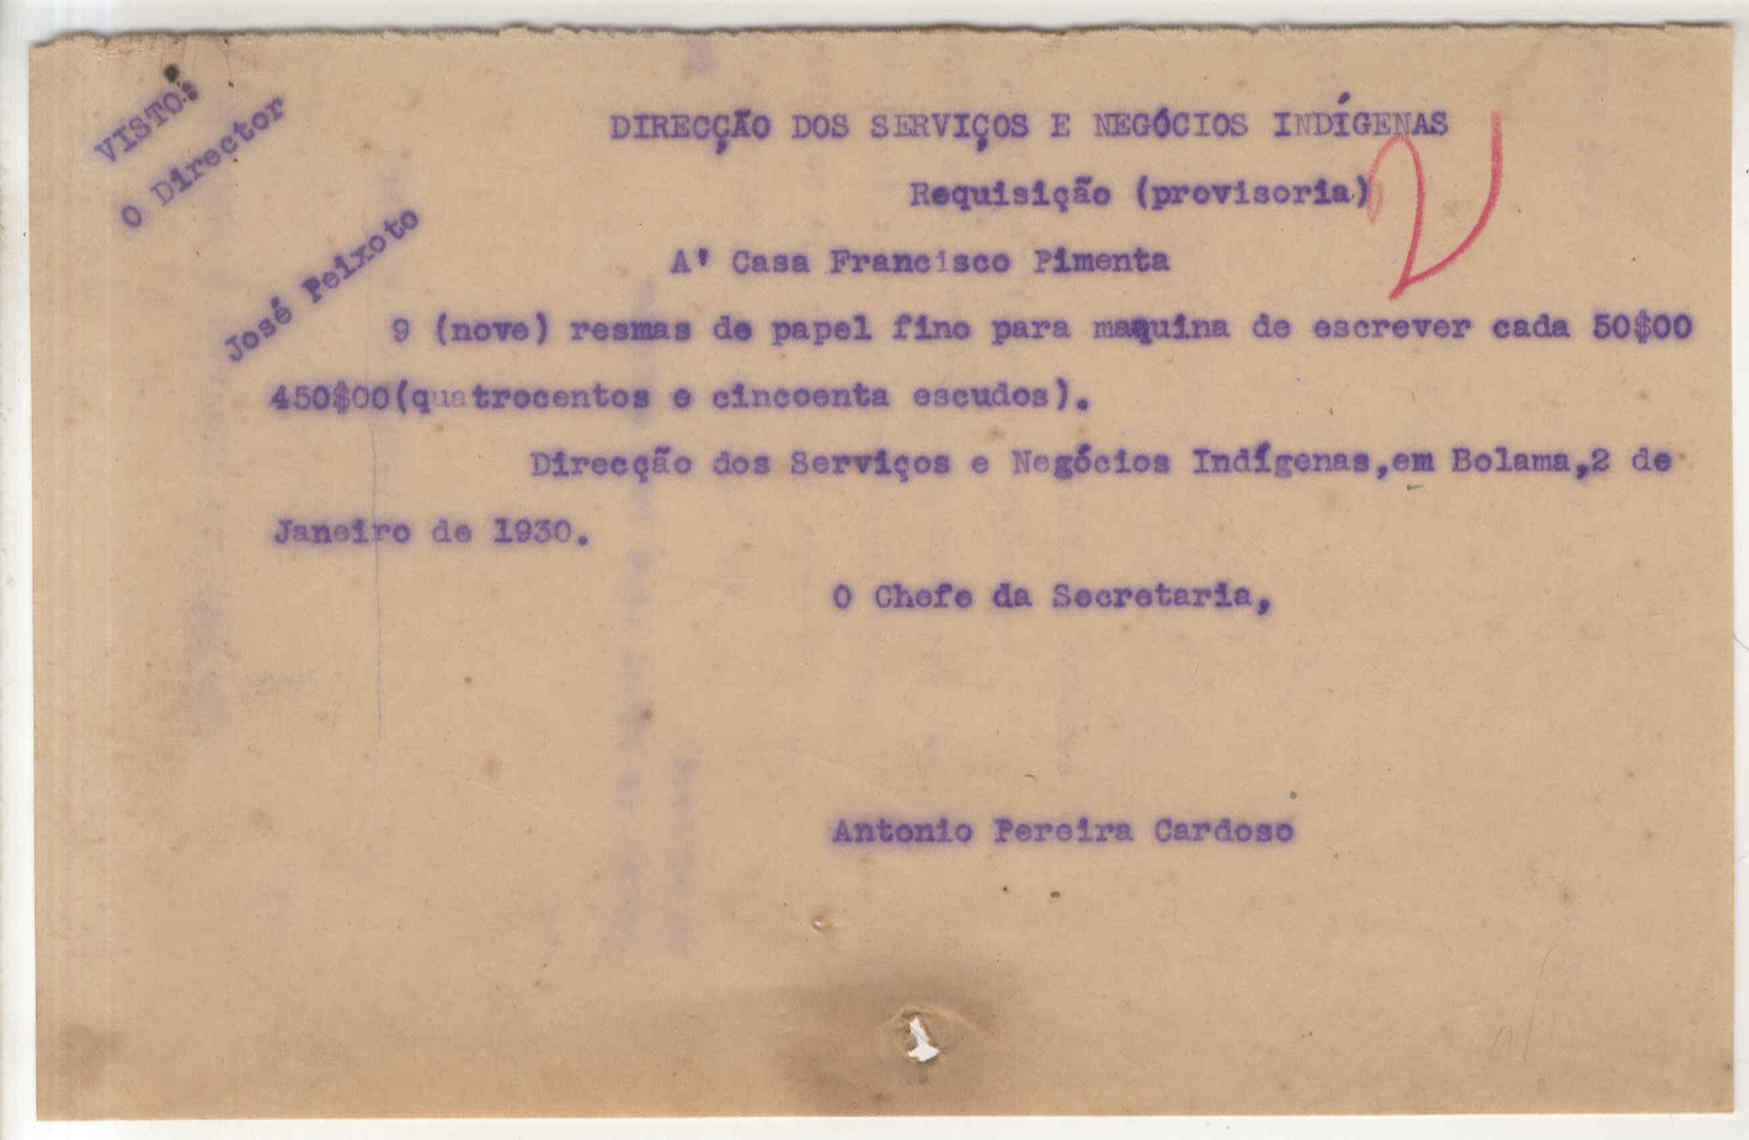 VISTO:
O Director
José Peixoto
DIRECÇÃO DOS SERVIÇOS E NEGÓCIOS INDÍGENAS
Requisição (provisoria)
A' Casa Francisco Pimenta
9 (nove) resmas de papel fino para maquina de escrever cada 50$00
450$00(quatrocentos e cincoenta escudos).
Direcção dos Serviços e Negócios Indígenas,em Bolama,2 de
Janeiro de 1930.
O Chefe da Secretaria,
Antonio Pereira Cardoso